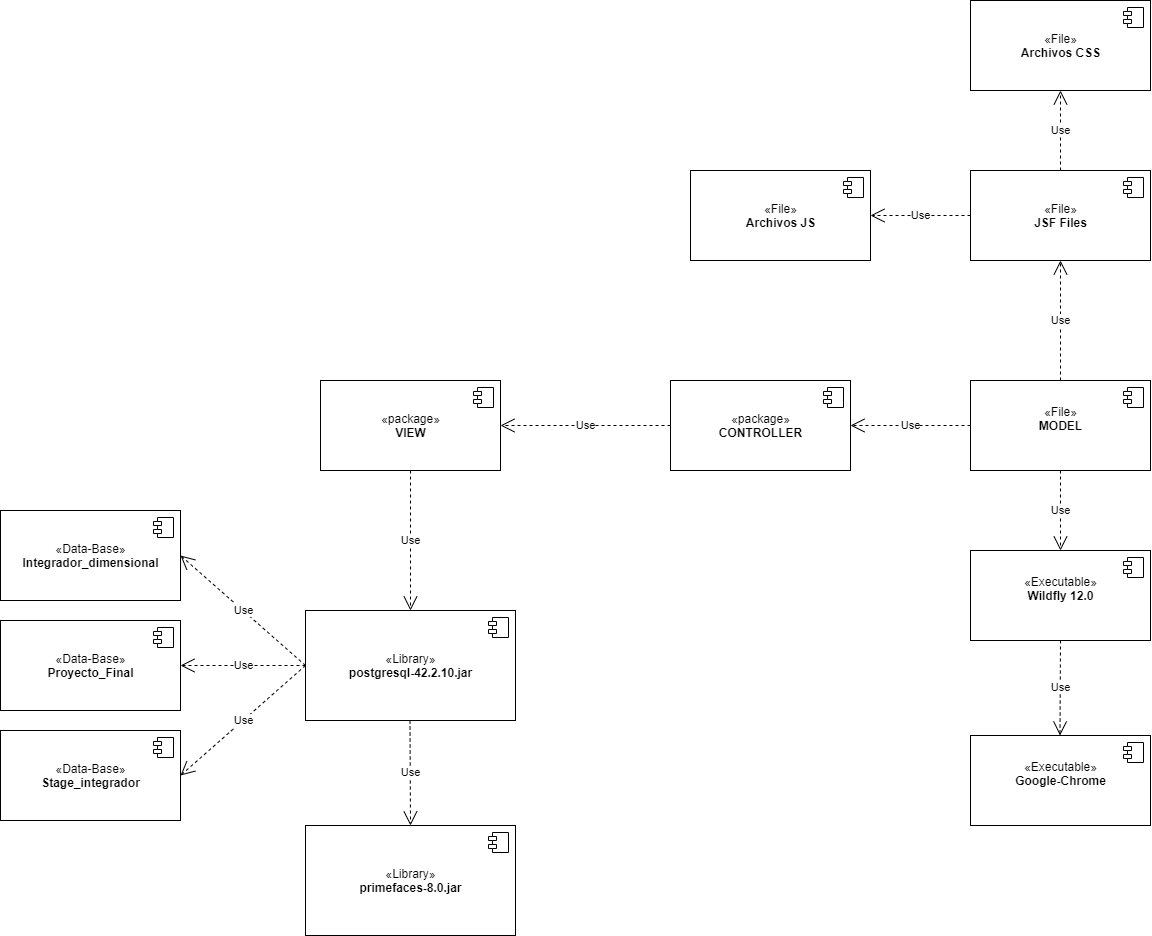 «File»
Archivos CSS
Use
«File»
Archivos JS
Use
«File»
JSF Files
Use
«package»
VIEW
Use
«package»
CONTROLLER
Use
«File»
MODEL
Use
Use
«Data-Base»
Integrador_dimensional
Use
«Executable»
Wildfly 12.0
«Data-Base»
Proyecto_Final
Use
«Library»
postgresql-42.2.10.jar
Use
Use
«Data-Base»
Stage_integrador
Use
«Executable»
Google-Chrome
«Library»
primefaces-8.0.jar
Use